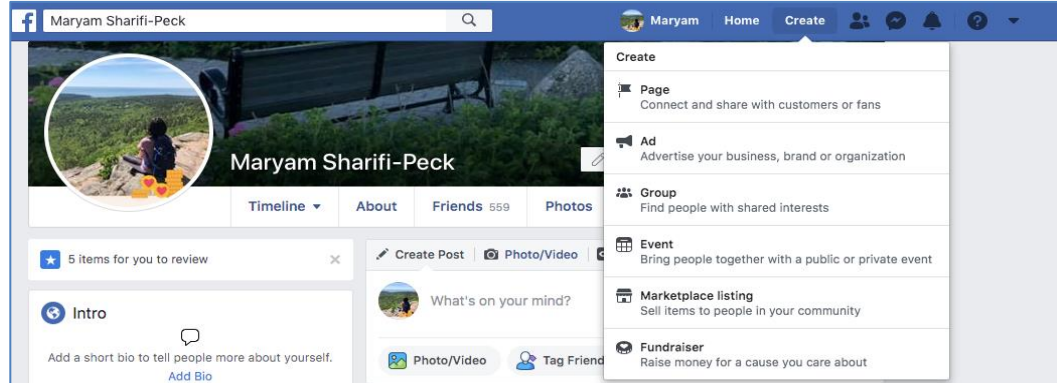 f Maryam Sharifi-Peck Maryam Home Create
Create
Page
Connect and share with customers or fans
Ad
Advertise your business, brand or organization
Group
Find people with shared interests
Event
Bring people together with a public or private event
Marketplace listing
Sell items to people in your community
Fundraiser
Raise money for a cause you care about
Maryam Sharifi-Peck
Timeline About Friends 559 Photos
5 items for you to review
Intro
Add a short bio to tell people more about yourself.
Add Bio
Create Post Photo/Video
What's on your mind?
Photo/Video Tag Friend